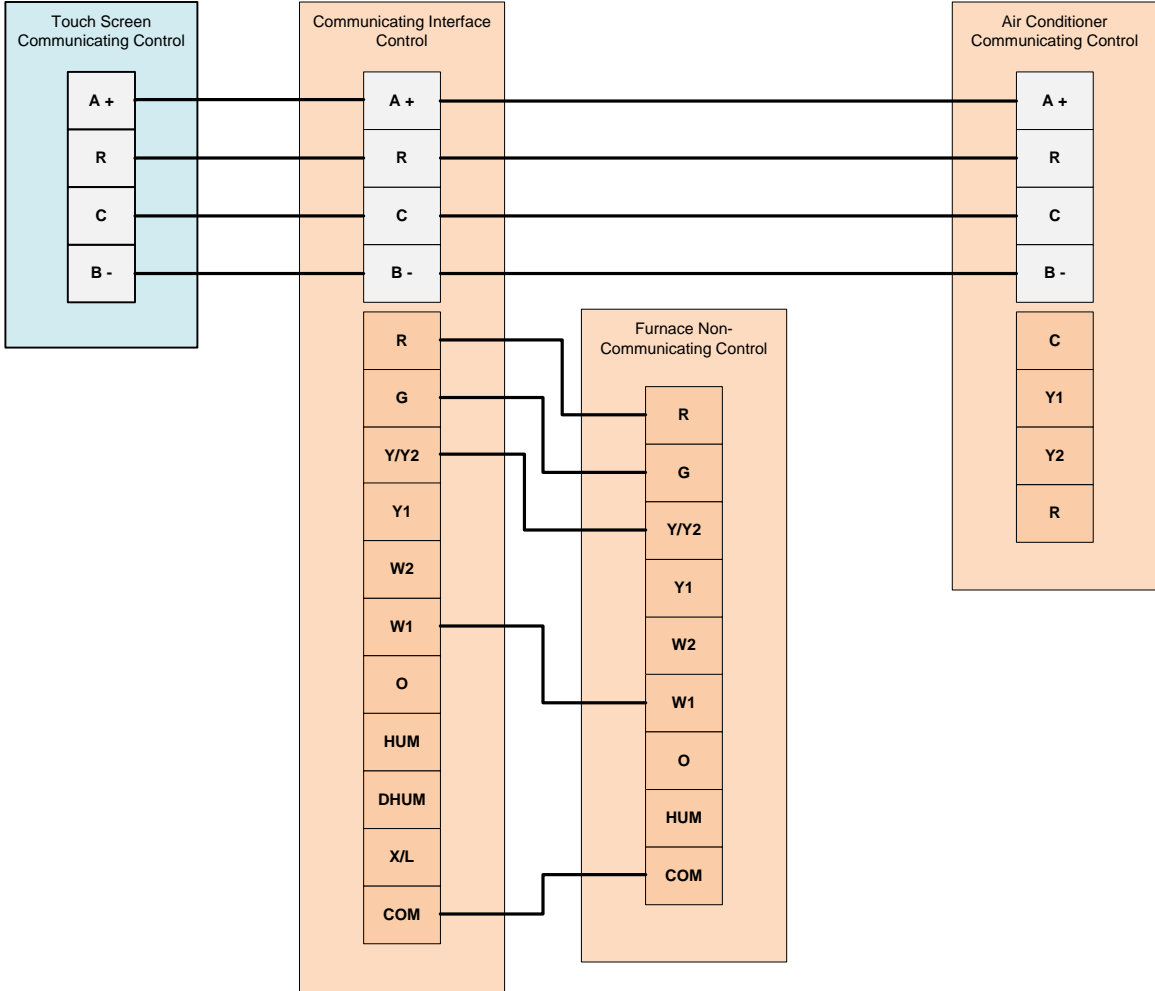 Touch Screen
Communicating Control
A +
R
C
B -
Communicating Interface
Control
A +
R
C
B -
R
G
Y/Y2
Y1
W2
W1
O
HUM
DHUM
X/L
COM
Furnace Non-
Communicating Control
R
G
Y/Y2
Y1
W2
W1
O
HUM
COM
Air Conditioner
Communicating Control
A +
R
C
B -
C
Y1
Y2
R